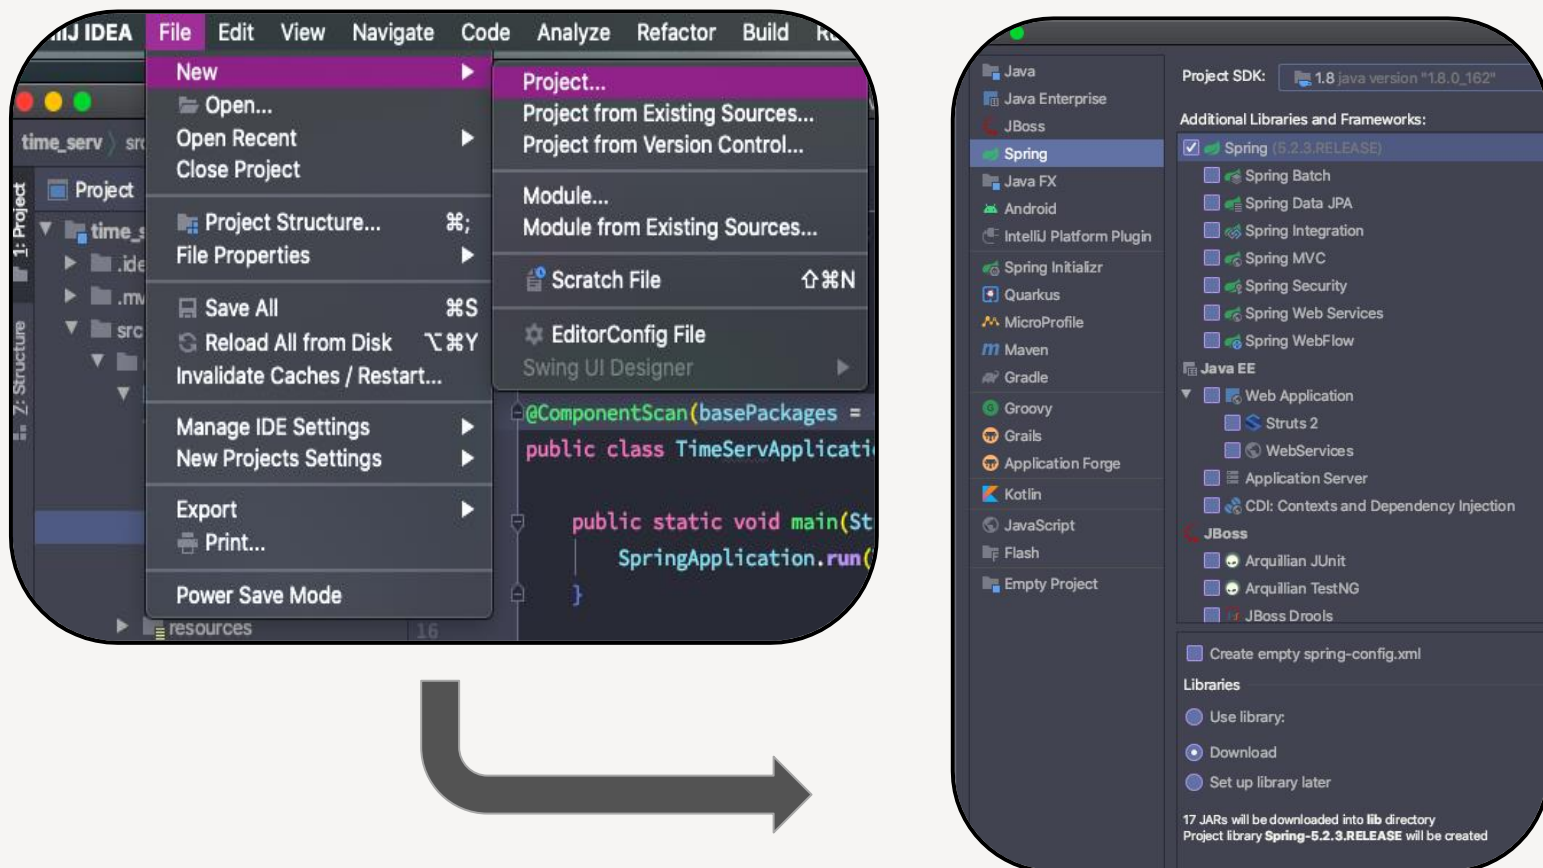 IntelliJ IDEA File Edit View Navigate Code Analyze Refactor Build
New
Open...
Open Recent
Close Project
Project Structure... ⌘;
File Properties
Save All ⌘S
Reload All from Disk ⌥⌘Y
Invalidate Caches / Restart...
Manage IDE Settings
New Projects Settings
Export
Print...
Power Save Mode
Project...
Project from Existing Sources...
Project from Version Control...
Module...
Module from Existing Sources...
Scratch File ⇧⌘N
EditorConfig File
Swing UI Designer
time_serv
Project
1: Project
Z: Structure
time_s
.ide
.mv
src
resources
16
@ComponentScan(basePackages =
public class TimeServApplicati
public static void main(St
SpringApplication.run(
}
Java
Java Enterprise
JBoss
Spring
Java FX
Android
IntelliJ Platform Plugin
Spring Initializr
Quarkus
MicroProfile
Maven
Gradle
Groovy
Grails
Application Forge
Kotlin
JavaScript
Flash
Empty Project
Project SDK: 1.8 java version "1.8.0_162"
Additional Libraries and Frameworks:
Spring (5.2.3.RELEASE)
Spring Batch
Spring Data JPA
Spring Integration
Spring MVC
Spring Security
Spring Web Services
Spring WebFlow
Java EE
Web Application
Struts 2
WebServices
Application Server
CDI: Contexts and Dependency Injection
JBoss
Arquillian JUnit
Arquillian TestNG
JBoss Drools
Create empty spring-config.xml
Libraries
Use library:
Download
Set up library later
17 JARs will be downloaded into lib directory
Project library Spring-5.2.3.RELEASE will be created